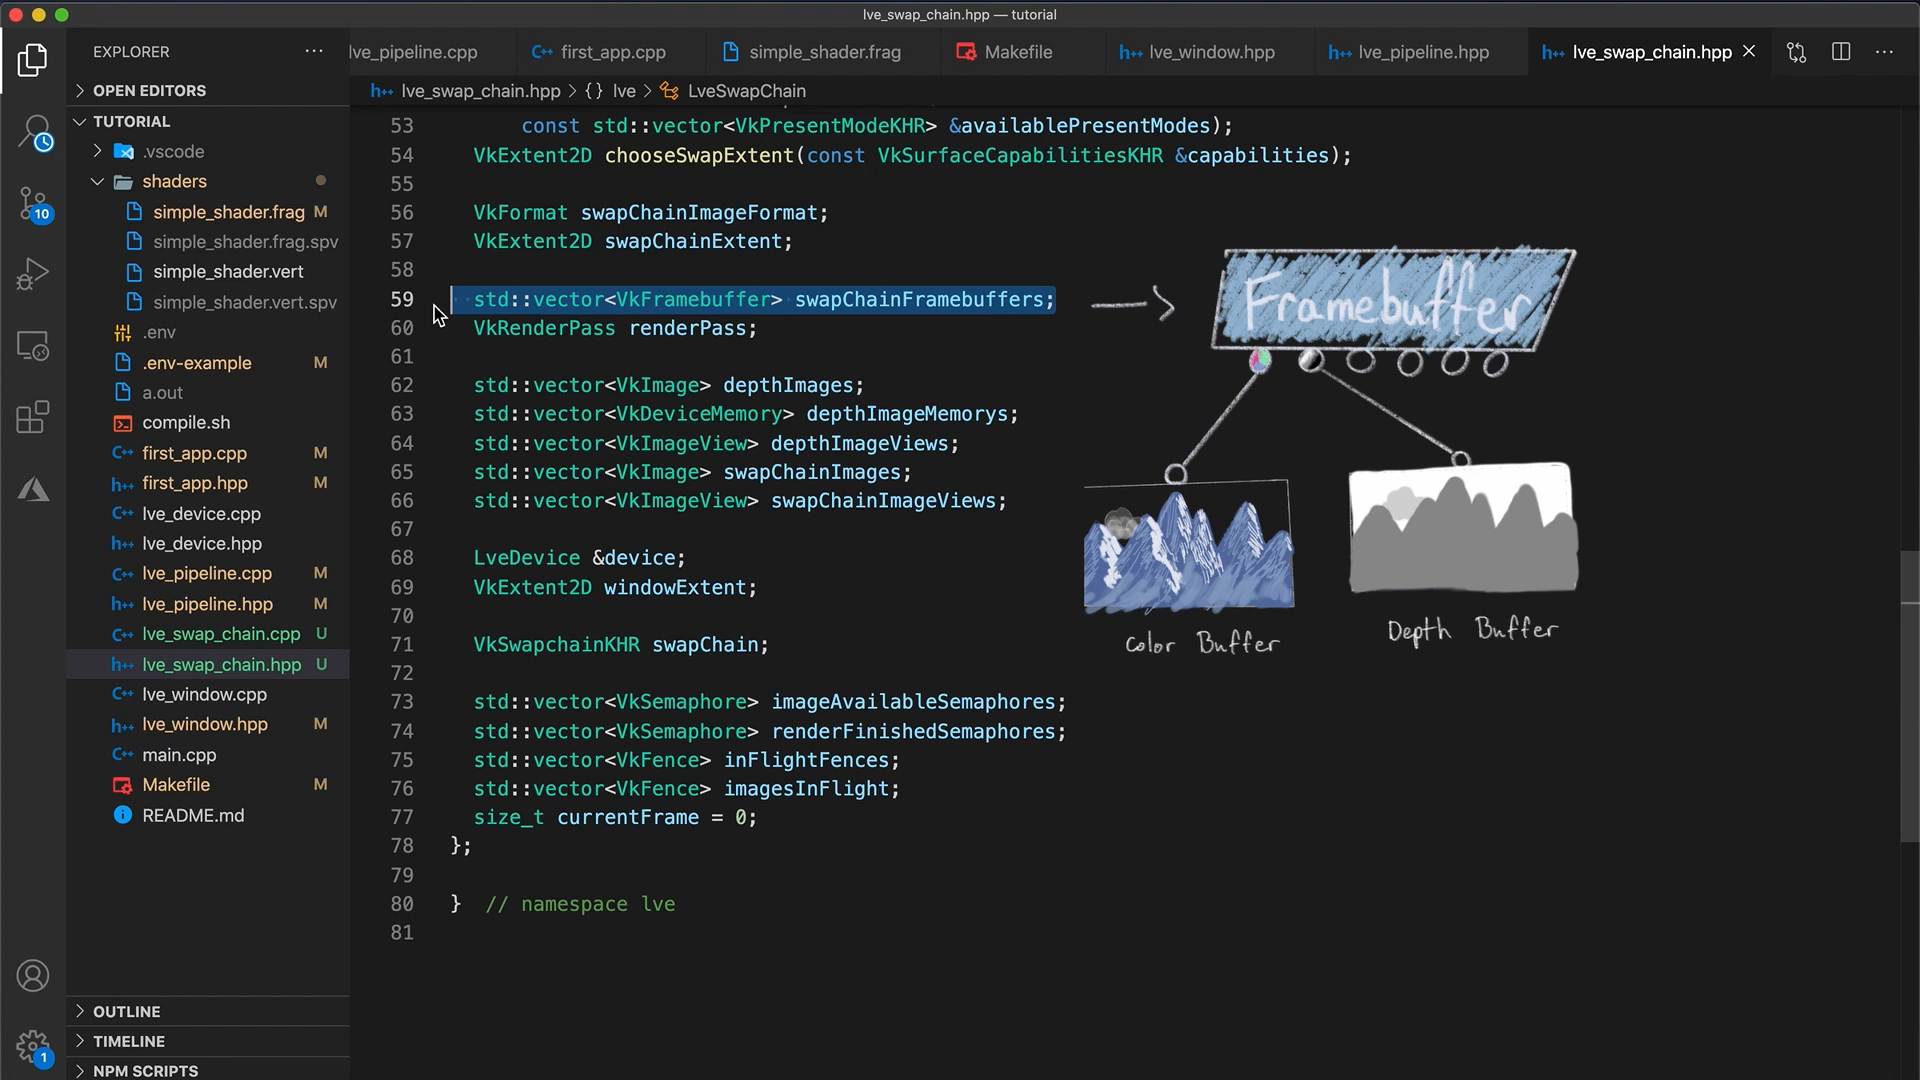 lve_swap_chain.hpp — tutorial
EXPLORER
OPEN EDITORS
TUTORIAL
.vscode
shaders
simple_shader.frag M
simple_shader.frag.spv
simple_shader.vert
simple_shader.vert.spv
.env
.env-example M
a.out
compile.sh
first_app.cpp M
first_app.hpp M
lve_device.cpp
lve_device.hpp
lve_pipeline.cpp M
lve_pipeline.hpp M
lve_swap_chain.cpp U
lve_swap_chain.hpp U
lve_window.cpp
lve_window.hpp M
main.cpp
Makefile M
README.md
OUTLINE
TIMELINE
NPM SCRIPTS
10
1
lve_pipeline.cpp
first_app.cpp
simple_shader.frag
Makefile
lve_window.hpp
lve_pipeline.hpp
lve_swap_chain.hpp
lve_swap_chain.hpp > {} lve > LveSwapChain
53 const std::vector<VkPresentModeKHR> &availablePresentModes);
54 VkExtent2D chooseSwapExtent(const VkSurfaceCapabilitiesKHR &capabilities);
55
56 VkFormat swapChainImageFormat;
57 VkExtent2D swapChainExtent;
58
59 std::vector<VkFramebuffer> swapChainFramebuffers;
60 VkRenderPass renderPass;
61
62 std::vector<VkImage> depthImages;
63 std::vector<VkDeviceMemory> depthImageMemorys;
64 std::vector<VkImageView> depthImageViews;
65 std::vector<VkImage> swapChainImages;
66 std::vector<VkImageView> swapChainImageViews;
67
68 LveDevice &device;
69 VkExtent2D windowExtent;
70
71 VkSwapchainKHR swapChain;
72
73 std::vector<VkSemaphore> imageAvailableSemaphores;
74 std::vector<VkSemaphore> renderFinishedSemaphores;
75 std::vector<VkFence> inFlightFences;
76 std::vector<VkFence> imagesInFlight;
77 size_t currentFrame = 0;
78 };
79
80 } // namespace lve
81
Framebuffer
Color Buffer
Depth Buffer